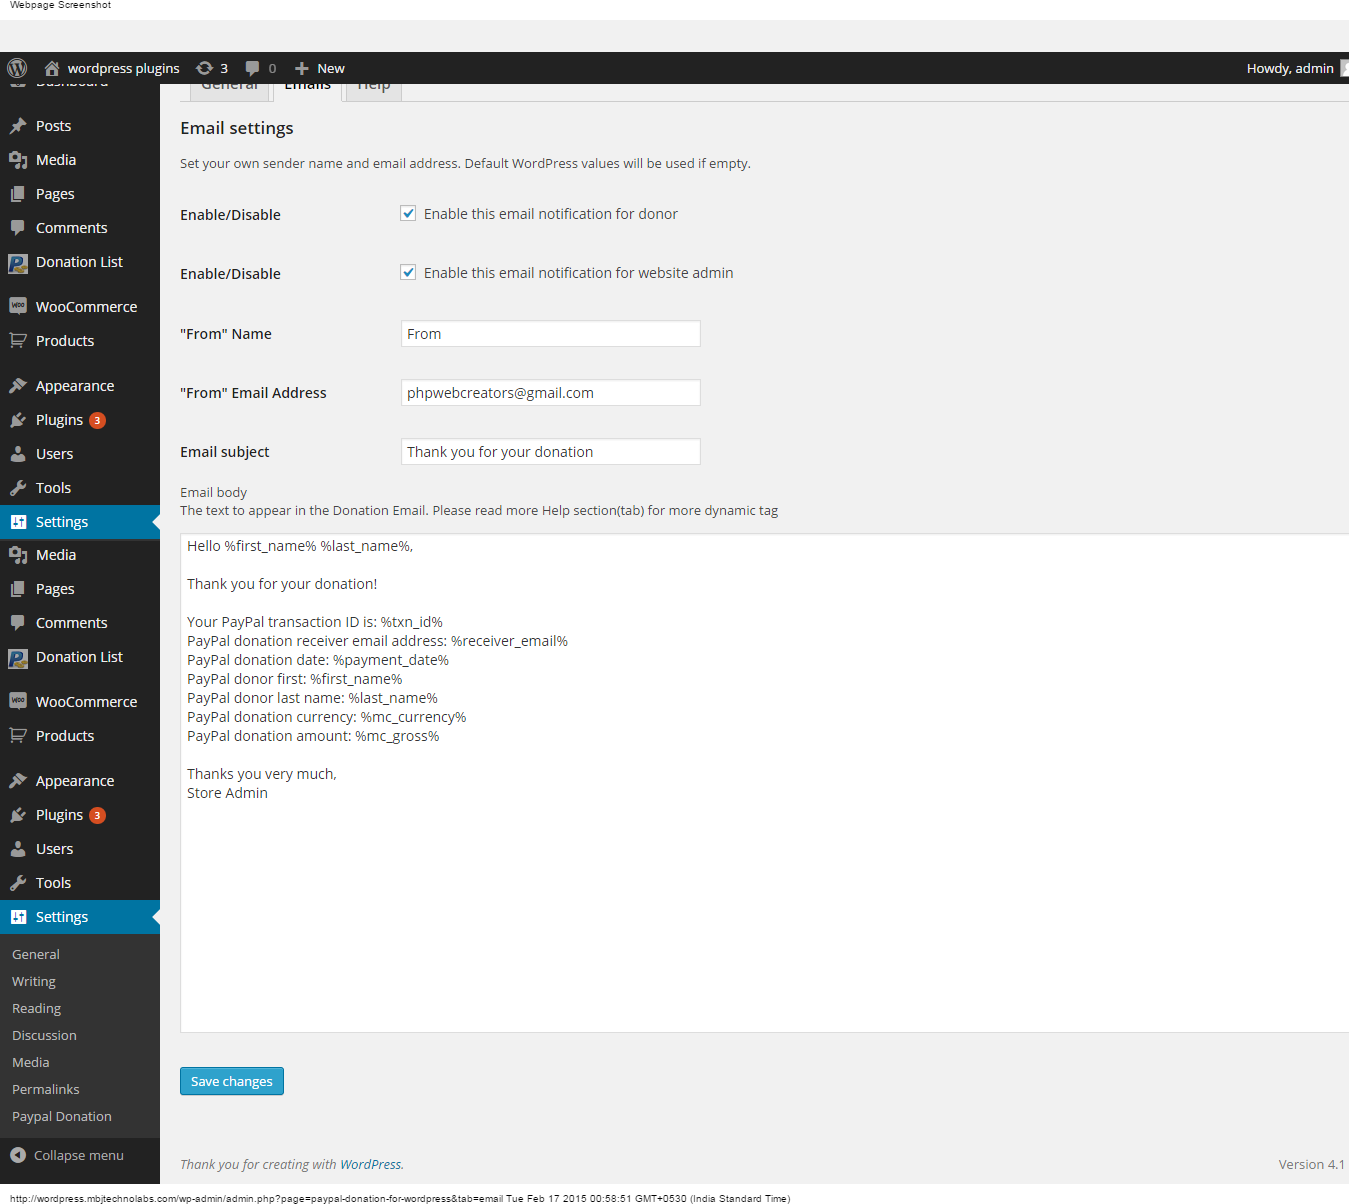 Webpage Screenshot
wordpress plugins 3 0 New Howdy, admin
Dashboard
Posts
Media
Pages
Comments
Donation List
WooCommerce
Products
Appearance
Plugins 3
Users
Tools
Settings
Media
Pages
Comments
Donation List
WooCommerce
Products
Appearance
Plugins 3
Users
Tools
Settings
General
Writing
Reading
Discussion
Media
Permalinks
Paypal Donation
Collapse menu
General Emails Help
Email settings
Set your own sender name and email address. Default WordPress values will be used if empty.
Enable/Disable Enable this email notification for donor
Enable/Disable Enable this email notification for website admin
"From" Name From
"From" Email Address phpwebcreators@gmail.com
Email subject Thank you for your donation
Email body
The text to appear in the Donation Email. Please read more Help section(tab) for more dynamic tag
Hello %first_name% %last_name%,
Thank you for your donation!
Your PayPal transaction ID is: %txn_id%
PayPal donation receiver email address: %receiver_email%
PayPal donation date: %payment_date%
PayPal donor first: %first_name%
PayPal donor last name: %last_name%
PayPal donation currency: %mc_currency%
PayPal donation amount: %mc_gross%
Thanks you very much,
Store Admin
Save changes
Thank you for creating with WordPress. Version 4.1
http://wordpress.mbjtechnolabs.com/wp-admin/admin.php?page=paypal-donation-for-wordpress&tab=email Tue Feb 17 2015 00:58:51 GMT+0530 (India Standard Time)